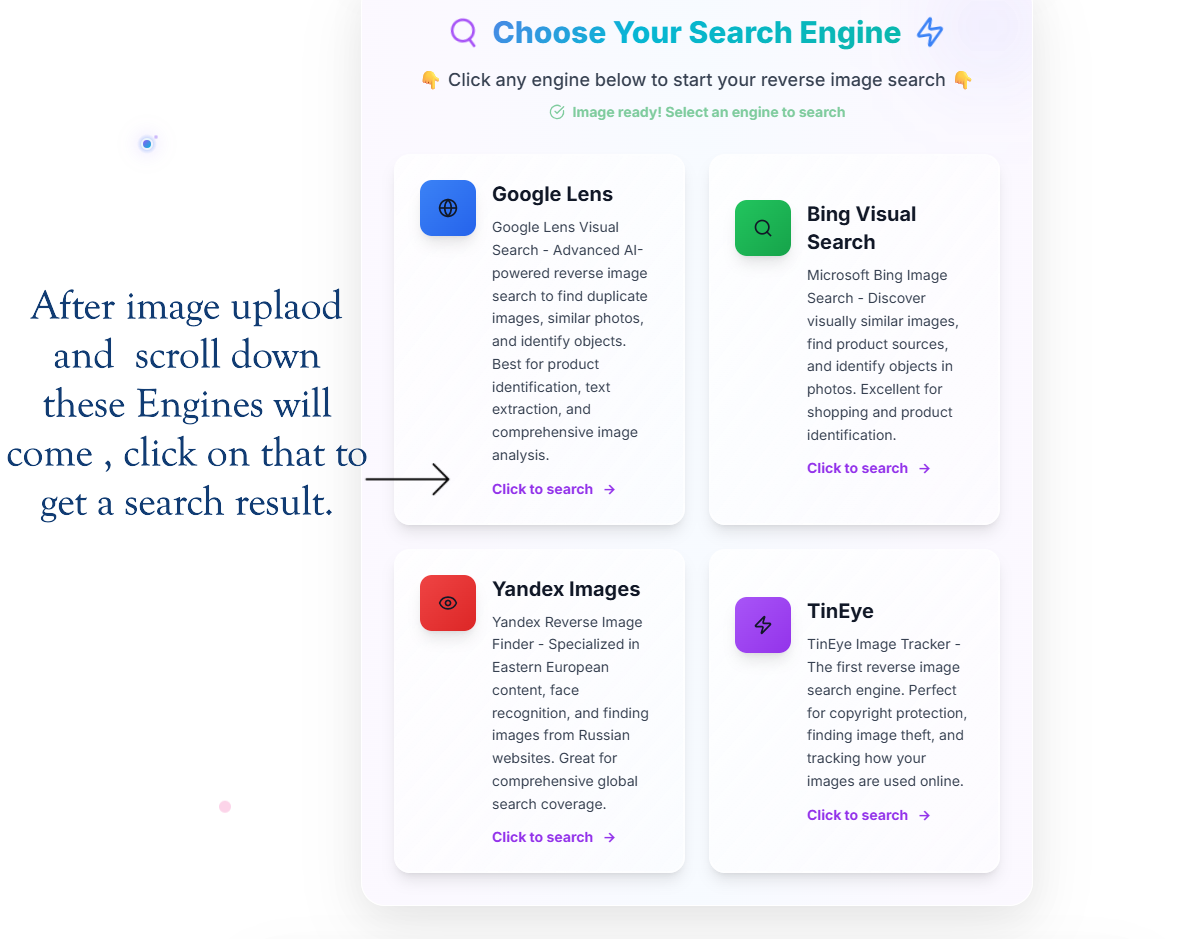 Choose Your Search Engine
👇 Click any engine below to start your reverse image search 👇
Image ready! Select an engine to search
After image uplaod
and scroll down
these Engines will
come , click on that to
get a search result.
Google Lens
Google Lens Visual
Search - Advanced AI-
powered reverse image
search to find duplicate
images, similar photos,
and identify objects.
Best for product
identification, text
extraction, and
comprehensive image
analysis.
Click to search →
Bing Visual
Search
Microsoft Bing Image
Search - Discover
visually similar images,
find product sources,
and identify objects in
photos. Excellent for
shopping and product
identification.
Click to search →
Yandex Images
Yandex Reverse Image
Finder - Specialized in
Eastern European
content, face
recognition, and finding
images from Russian
websites. Great for
comprehensive global
search coverage.
Click to search →
TinEye
TinEye Image Tracker -
The first reverse image
search engine. Perfect
for copyright protection,
finding image theft, and
tracking how your
images are used online.
Click to search →